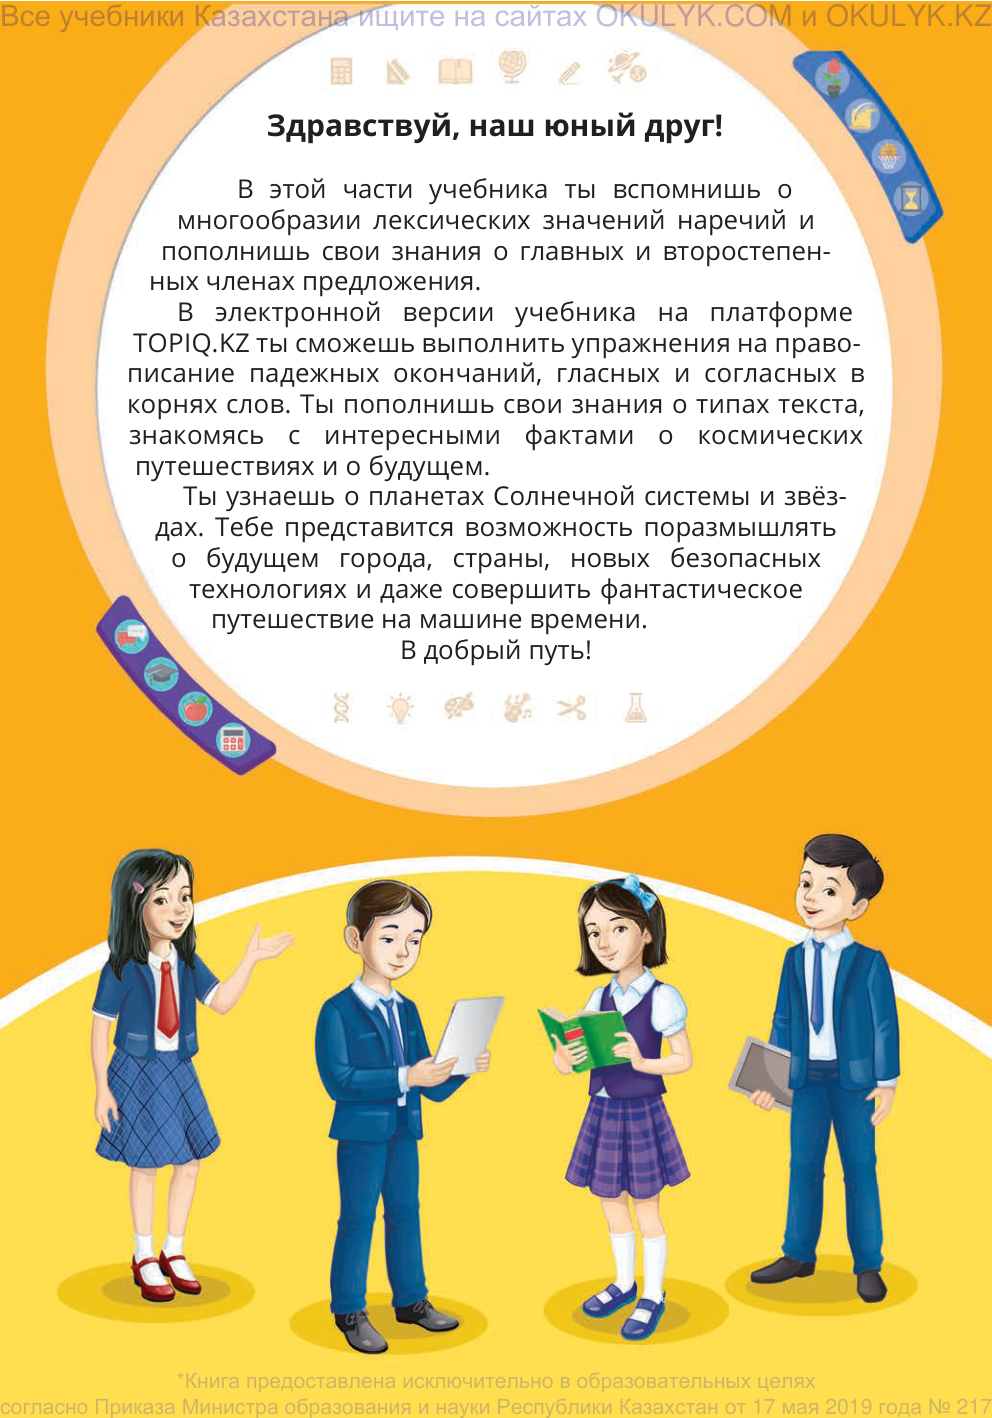 Все учебники Казахстана ищите на сайтах OKULYK.COM и OKULYK.KZ
Здравствуй, наш юный друг!
В этой части учебника ты вспомнишь о
многообразии лексических значений наречий и
пополнишь свои знания о главных и второстепен-
ных членах предложения.
В электронной версии учебника на платформе
TOPIQ.KZ ты сможешь выполнить упражнения на право-
писание падежных окончаний, гласных и согласных в
корнях слов. Ты пополнишь свои знания о типах текста,
знакомясь с интересными фактами о космических
путешествиях и о будущем.
Ты узнаешь о планетах Солнечной системы и звёз-
дах. Тебе представится возможность поразмышлять
о будущем города, страны, новых безопасных
технологиях и даже совершить фантастическое
путешествие на машине времени.
В добрый путь!
*Книга предоставлена исключительно в образовательных целях
согласно Приказа Министра образования и науки Республики Казахстан от 17 мая 2019 года № 217